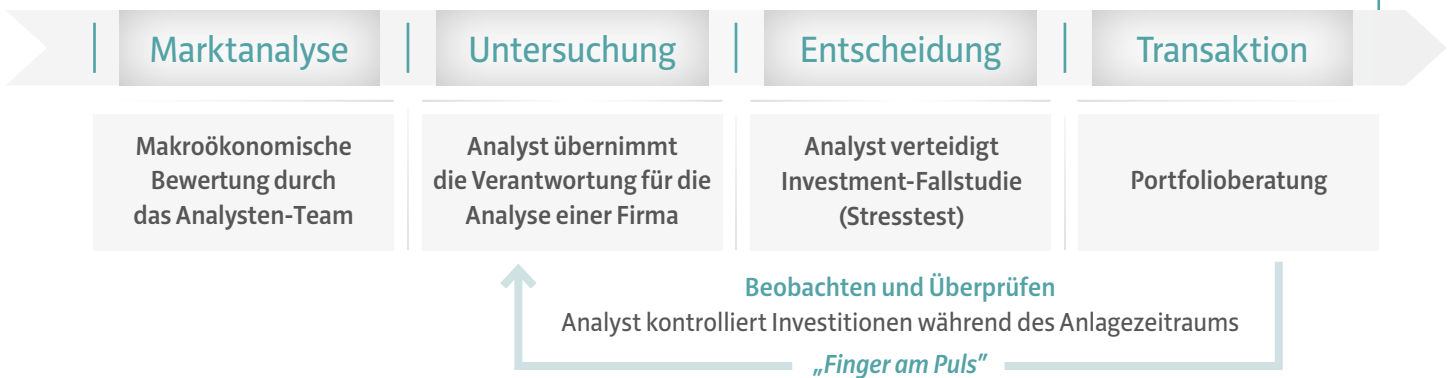 Marktanalyse
Untersuchung
Entscheidung
Transaktion
Makroökonomische
Bewertung durch
das Analysten-Team
Analyst übernimmt
die Verantwortung für die
Analyse einer Firma
Analyst verteidigt
Investment-Fallstudie
(Stresstest)
Portfolioberatung
Beobachten und Überprüfen
Analyst kontrolliert Investitionen während des Anlagezeitraums
„Finger am Puls”